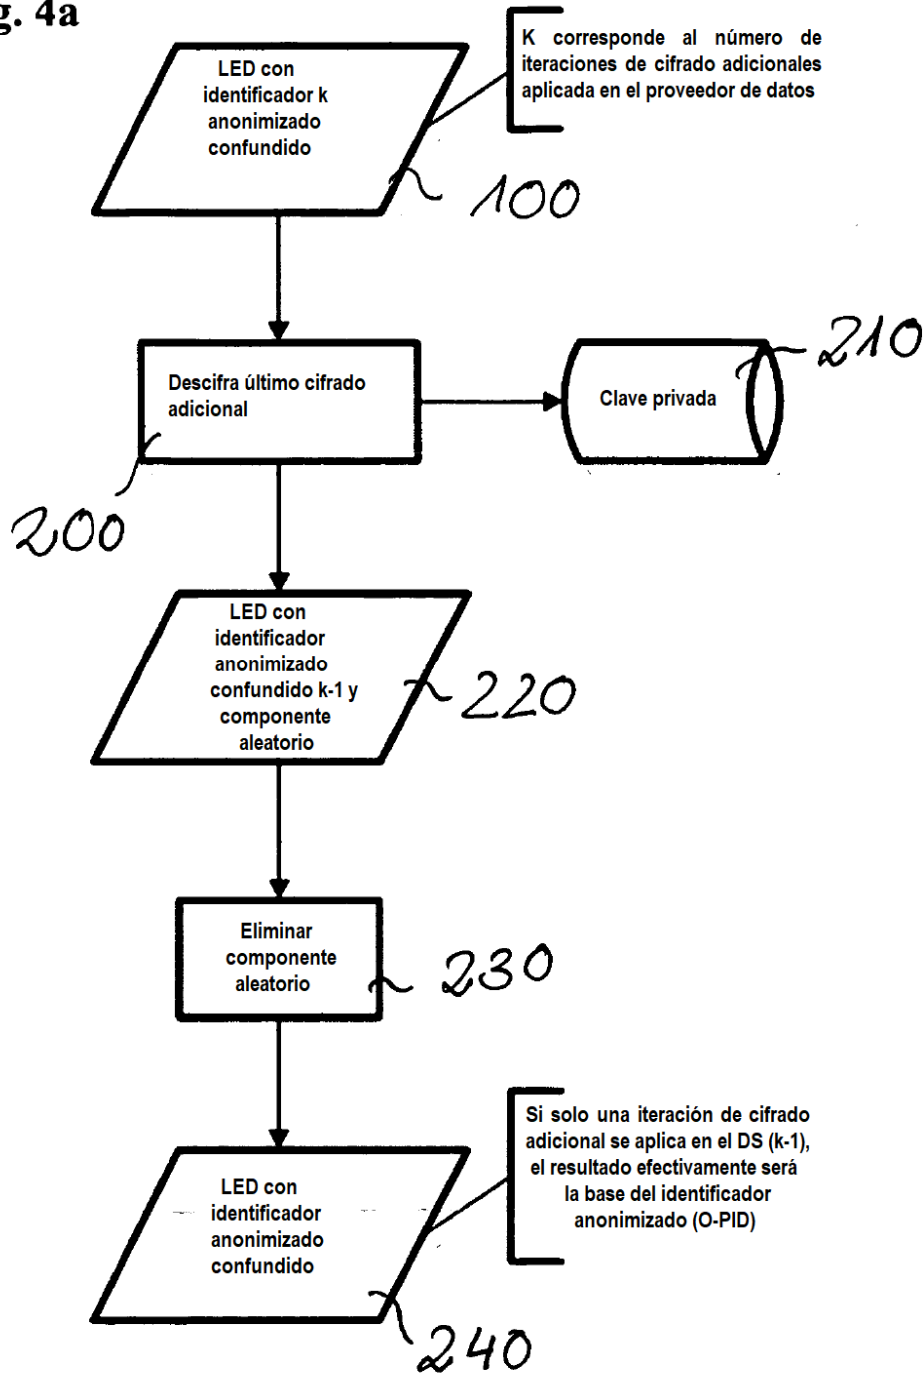 g. 4a
K corresponde al número de
iteraciones de cifrado adicionales
aplicada en el proveedor de datos
LED con
identificador k
anonimizado
confundido
100
Descifra último cifrado
adicional
200
Clave privada
210
LED con
identificador
anonimizado
confundido k-1 y
componente
aleatorio
220
Eliminar
componente
aleatorio
230
Si solo una iteración de cifrado
adicional se aplica en el DS (k-1),
el resultado efectivamente será
la base del identificador
anonimizado (O-PID)
LED con
identificador
anonimizado
confundido
240